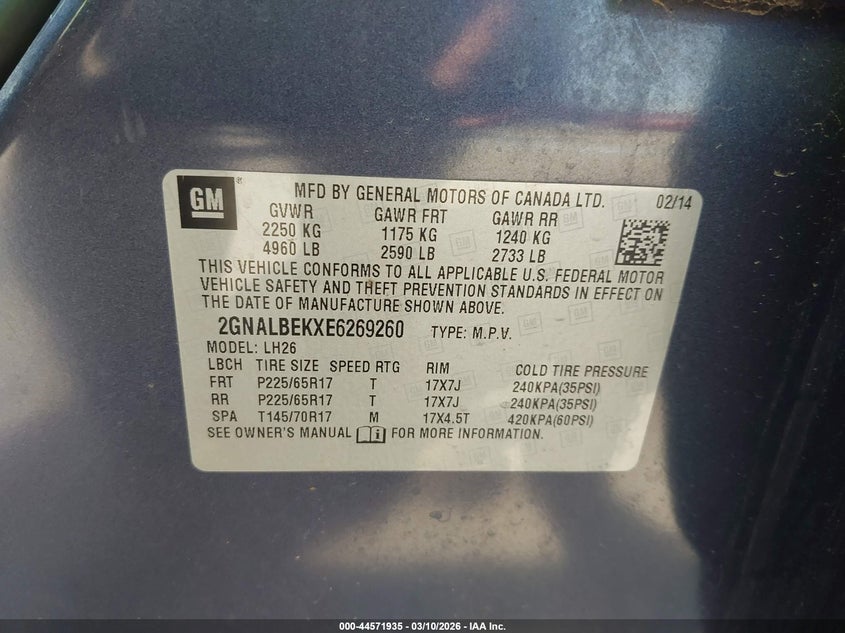 GM
MFD BY GENERAL MOTORS OF CANADA LTD. 02/14
GVWR GAWR FRT GAWR RR
2250 KG 1175 KG 1240 KG
4960 LB 2590 LB 2733 LB
THIS VEHICLE CONFORMS TO ALL APPLICABLE U.S. FEDERAL MOTOR
VEHICLE SAFETY AND THEFT PREVENTION STANDARDS IN EFFECT ON
THE DATE OF MANUFACTURE SHOWN ABOVE.
2GNALBEKXE6269260 TYPE: M.P.V.
MODEL: LH26
LBCH TIRE SIZE SPEED RTG RIM COLD TIRE PRESSURE
FRT P225/65R17 T 17X7J 240KPA(35PSI)
RR P225/65R17 T 17X7J 240KPA(35PSI)
SPA T145/70R17 M 17X4.5T 420KPA(60PSI)
SEE OWNER'S MANUAL FOR MORE INFORMATION.
000-44571935 - 03/10/2026 - IAA Inc.